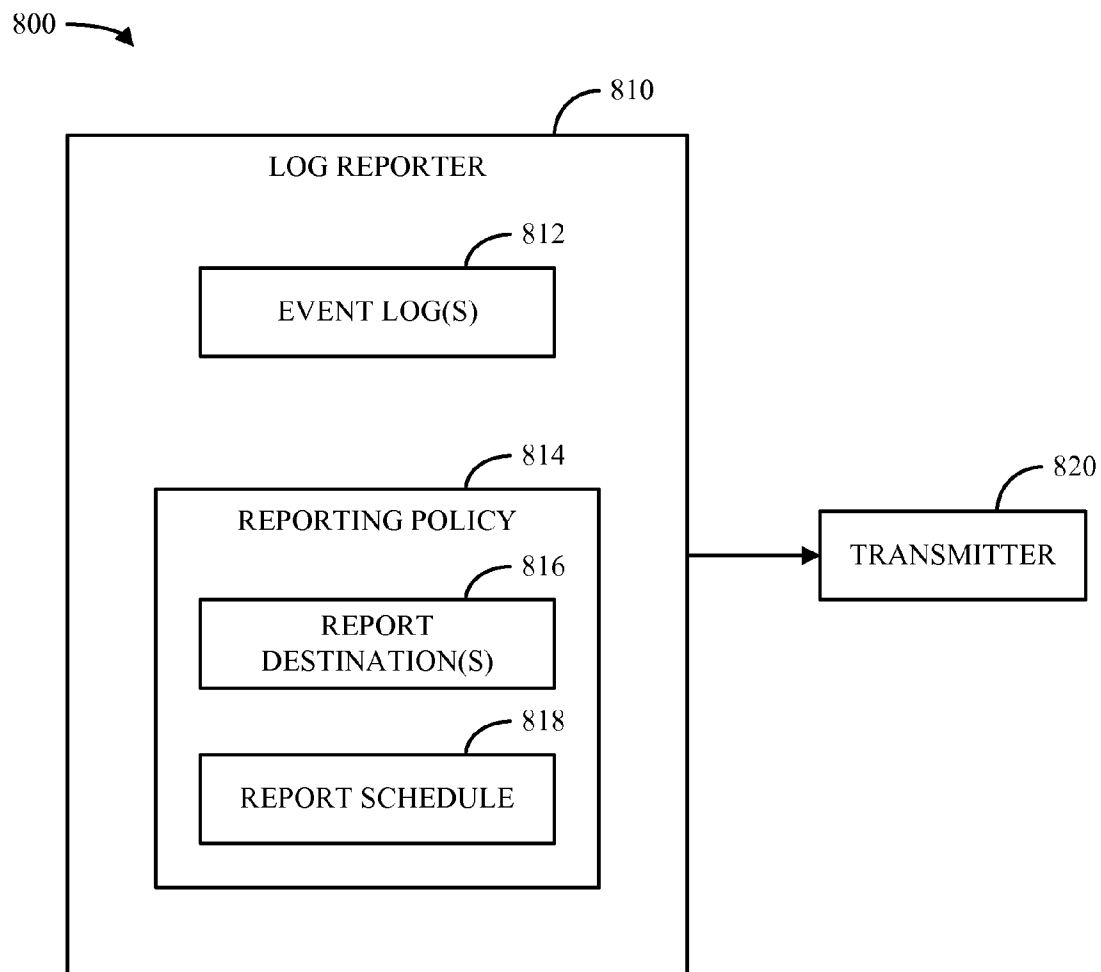 800
810
LOG REPORTER
812
EVENT LOG(S)
814
REPORTING POLICY
816
REPORT
DESTINATION(S)
818
REPORT SCHEDULE
820
TRANSMITTER